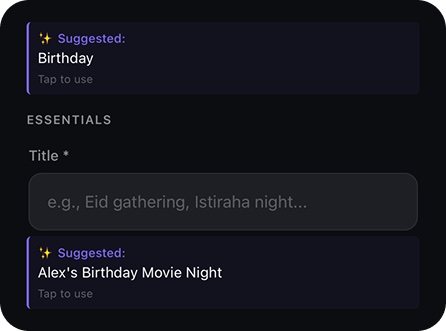 ✨ Suggested:
Birthday
Tap to use
ESSENTIALS
Title *
e.g., Eid gathering, Istiraha night...
✨ Suggested:
Alex's Birthday Movie Night
Tap to use